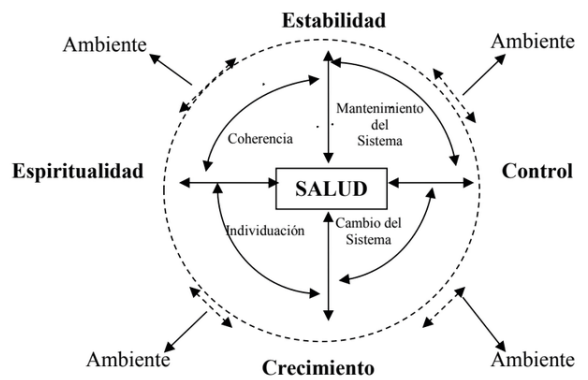 Estabilidad
Ambiente
Ambiente
Mantenimiento
del
Sistema
Coherencia
Espiritualidad
SALUD
Control
Individuación
Cambio del
Sistema
Ambiente
Ambiente
Crecimiento